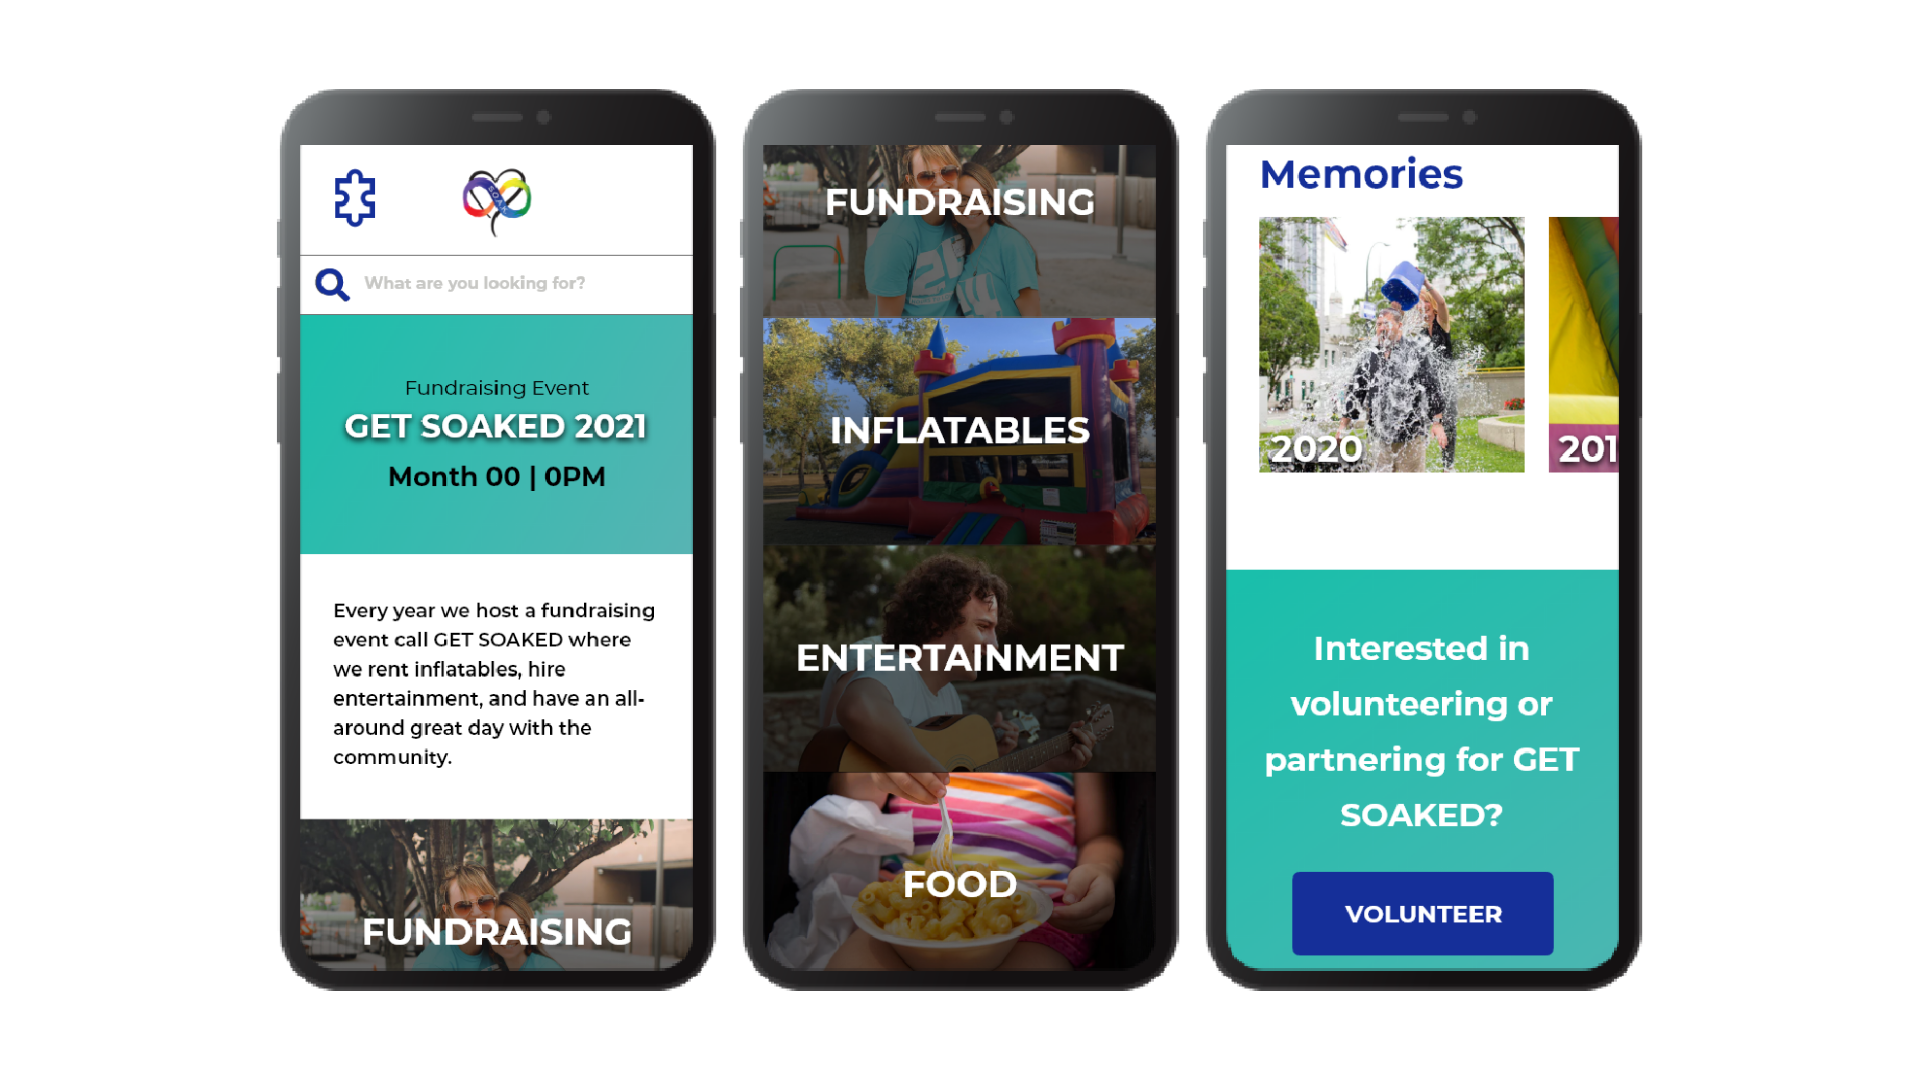 SOAK
What are you looking for?
Fundraising Event
GET SOAKED 2021
Month 00 | 0PM
Every year we host a fundraising
event call GET SOAKED where
we rent inflatables, hire
entertainment, and have an all-
around great day with the
community.
FUNDRAISING
FUNDRAISING
INFLATABLES
ENTERTAINMENT
FOOD
Memories
2020
201
Interested in
volunteering or
partnering for GET
SOAKED?
VOLUNTEER